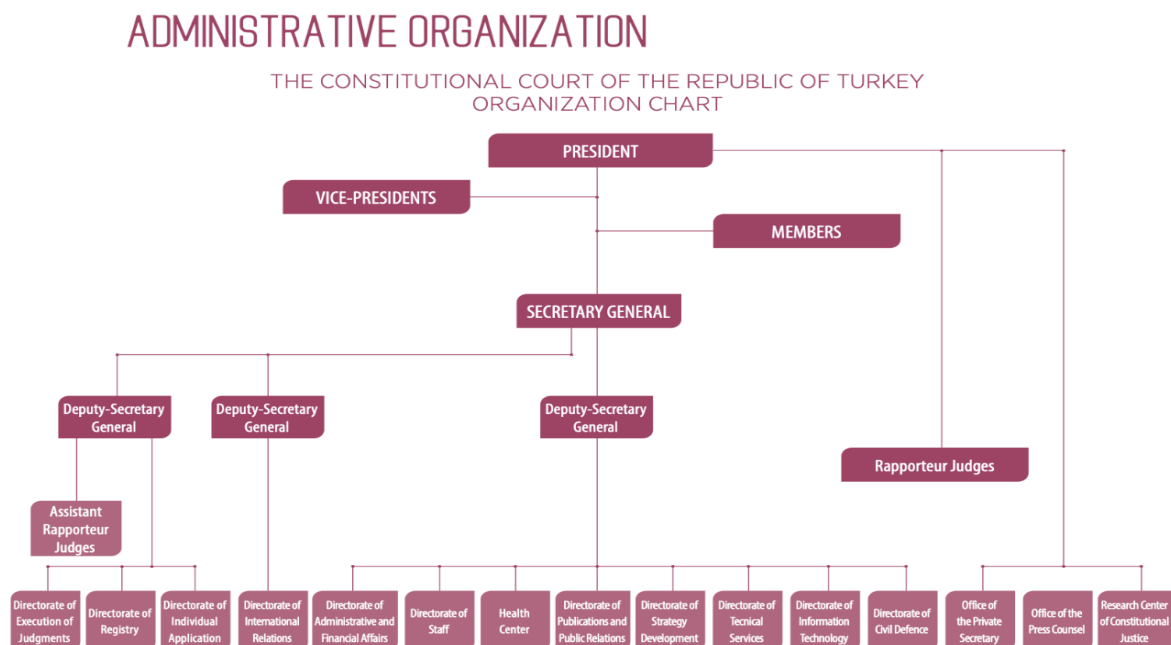 ADMINISTRATIVE ORGANIZATION
THE CONSTITUTIONAL COURT OF THE REPUBLIC OF TURKEY
ORGANIZATION CHART
PRESIDENT
VICE-PRESIDENTS
MEMBERS
SECRETARY GENERAL
Deputy-Secretary
General
Deputy-Secretary
General
Deputy-Secretary
General
Rapporteur Judges
Assistant
Rapporteur
Judges
Directorate of
Execution of
Judgments
Directorate of
Registry
Directorate of
Individual
Application
Directorate of
International
Relations
Directorate of
Administrative and
Financial Affairs
Directorate of
Staff
Health
Center
Directorate of
Publications and
Public Relations
Directorate of
Strategy
Development
Directorate of
Tecnical
Services
Directorate of
Information
Technology
Directorate of
Civil Defence
Office of
the Private
Secretary
Office of the
Press Counsel
Research Center
of Constitutional
Justice